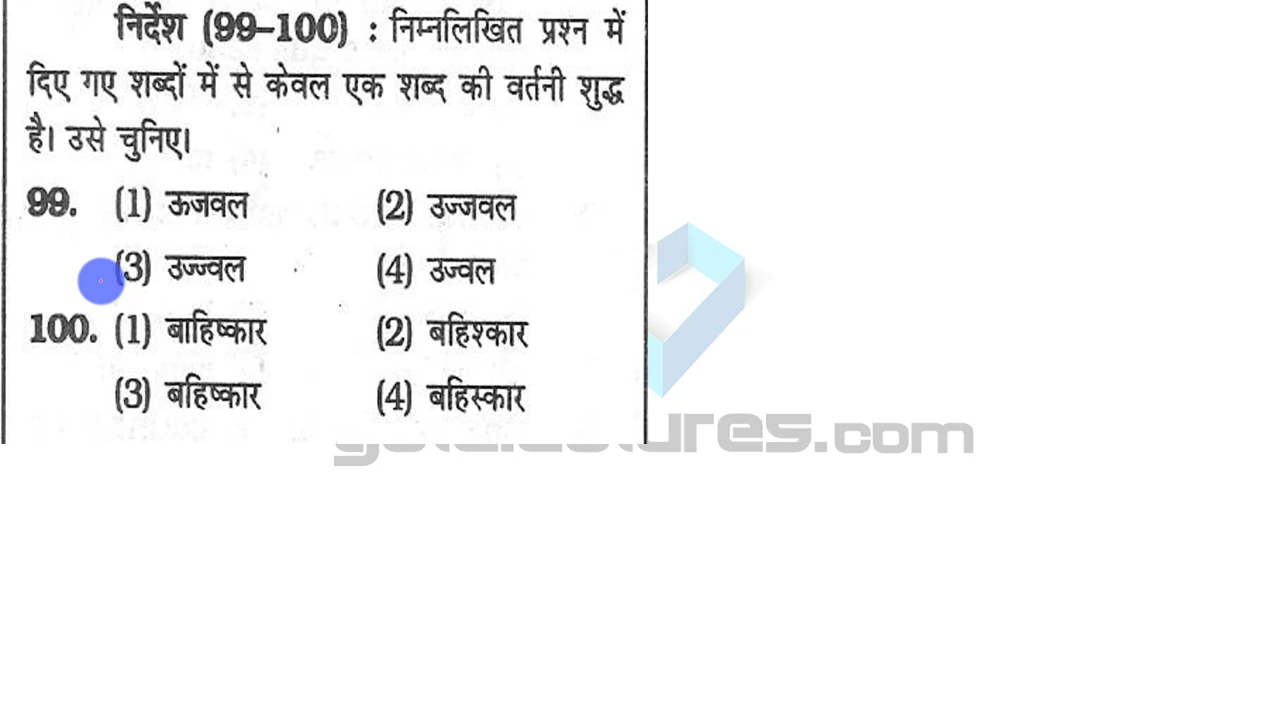 निर्देश (99–100) : निम्नलिखित प्रश्न में
दिए गए शब्दों में से केवल एक शब्द की वर्तनी शुद्ध
है। उसे चुनिए।
99. (1) ऊजवल (2) उज्जवल
(3) उज्ज्वल (4) उज्वल
100. (1) बाहिष्कार (2) बहिश्कार
(3) बहिष्कार (4) बहिस्कार
.com